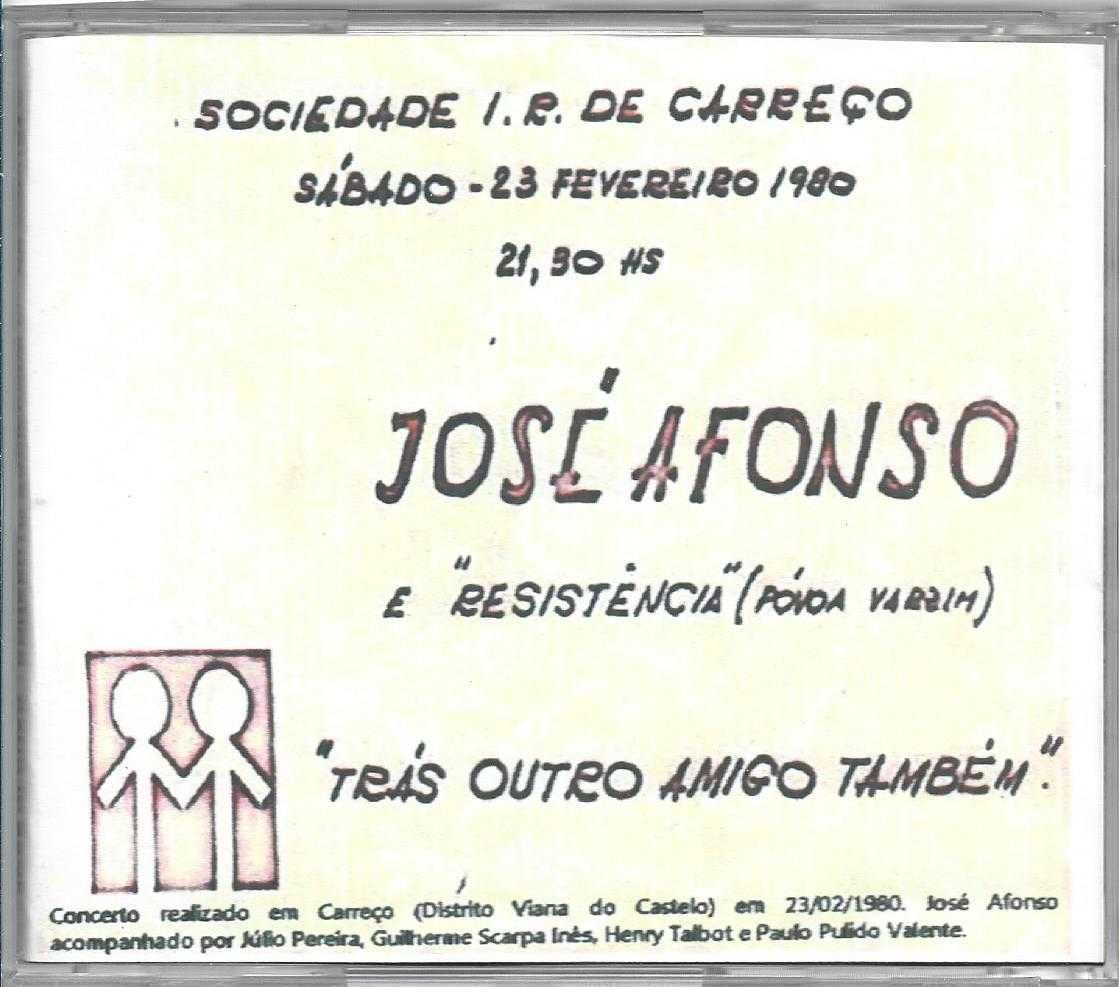 SOCIEDADE I.R. DE CARREÇO
SÁBADO - 23 FEVEREIRO 1980
21,30 HS
JOSÉ AFONSO
E "RESISTÊNCIA" (PÓVOA VARZIM)
"TRÁS OUTRO AMIGO TAMBÉM".
Concerto realizado em Carreço (Distrito Viana do Castelo) em 23/02/1980. José Afonso
acompanhado por Júlio Pereira, Guilherme Scarpa Inês, Henry Talbot e Paulo Pulido Valente.